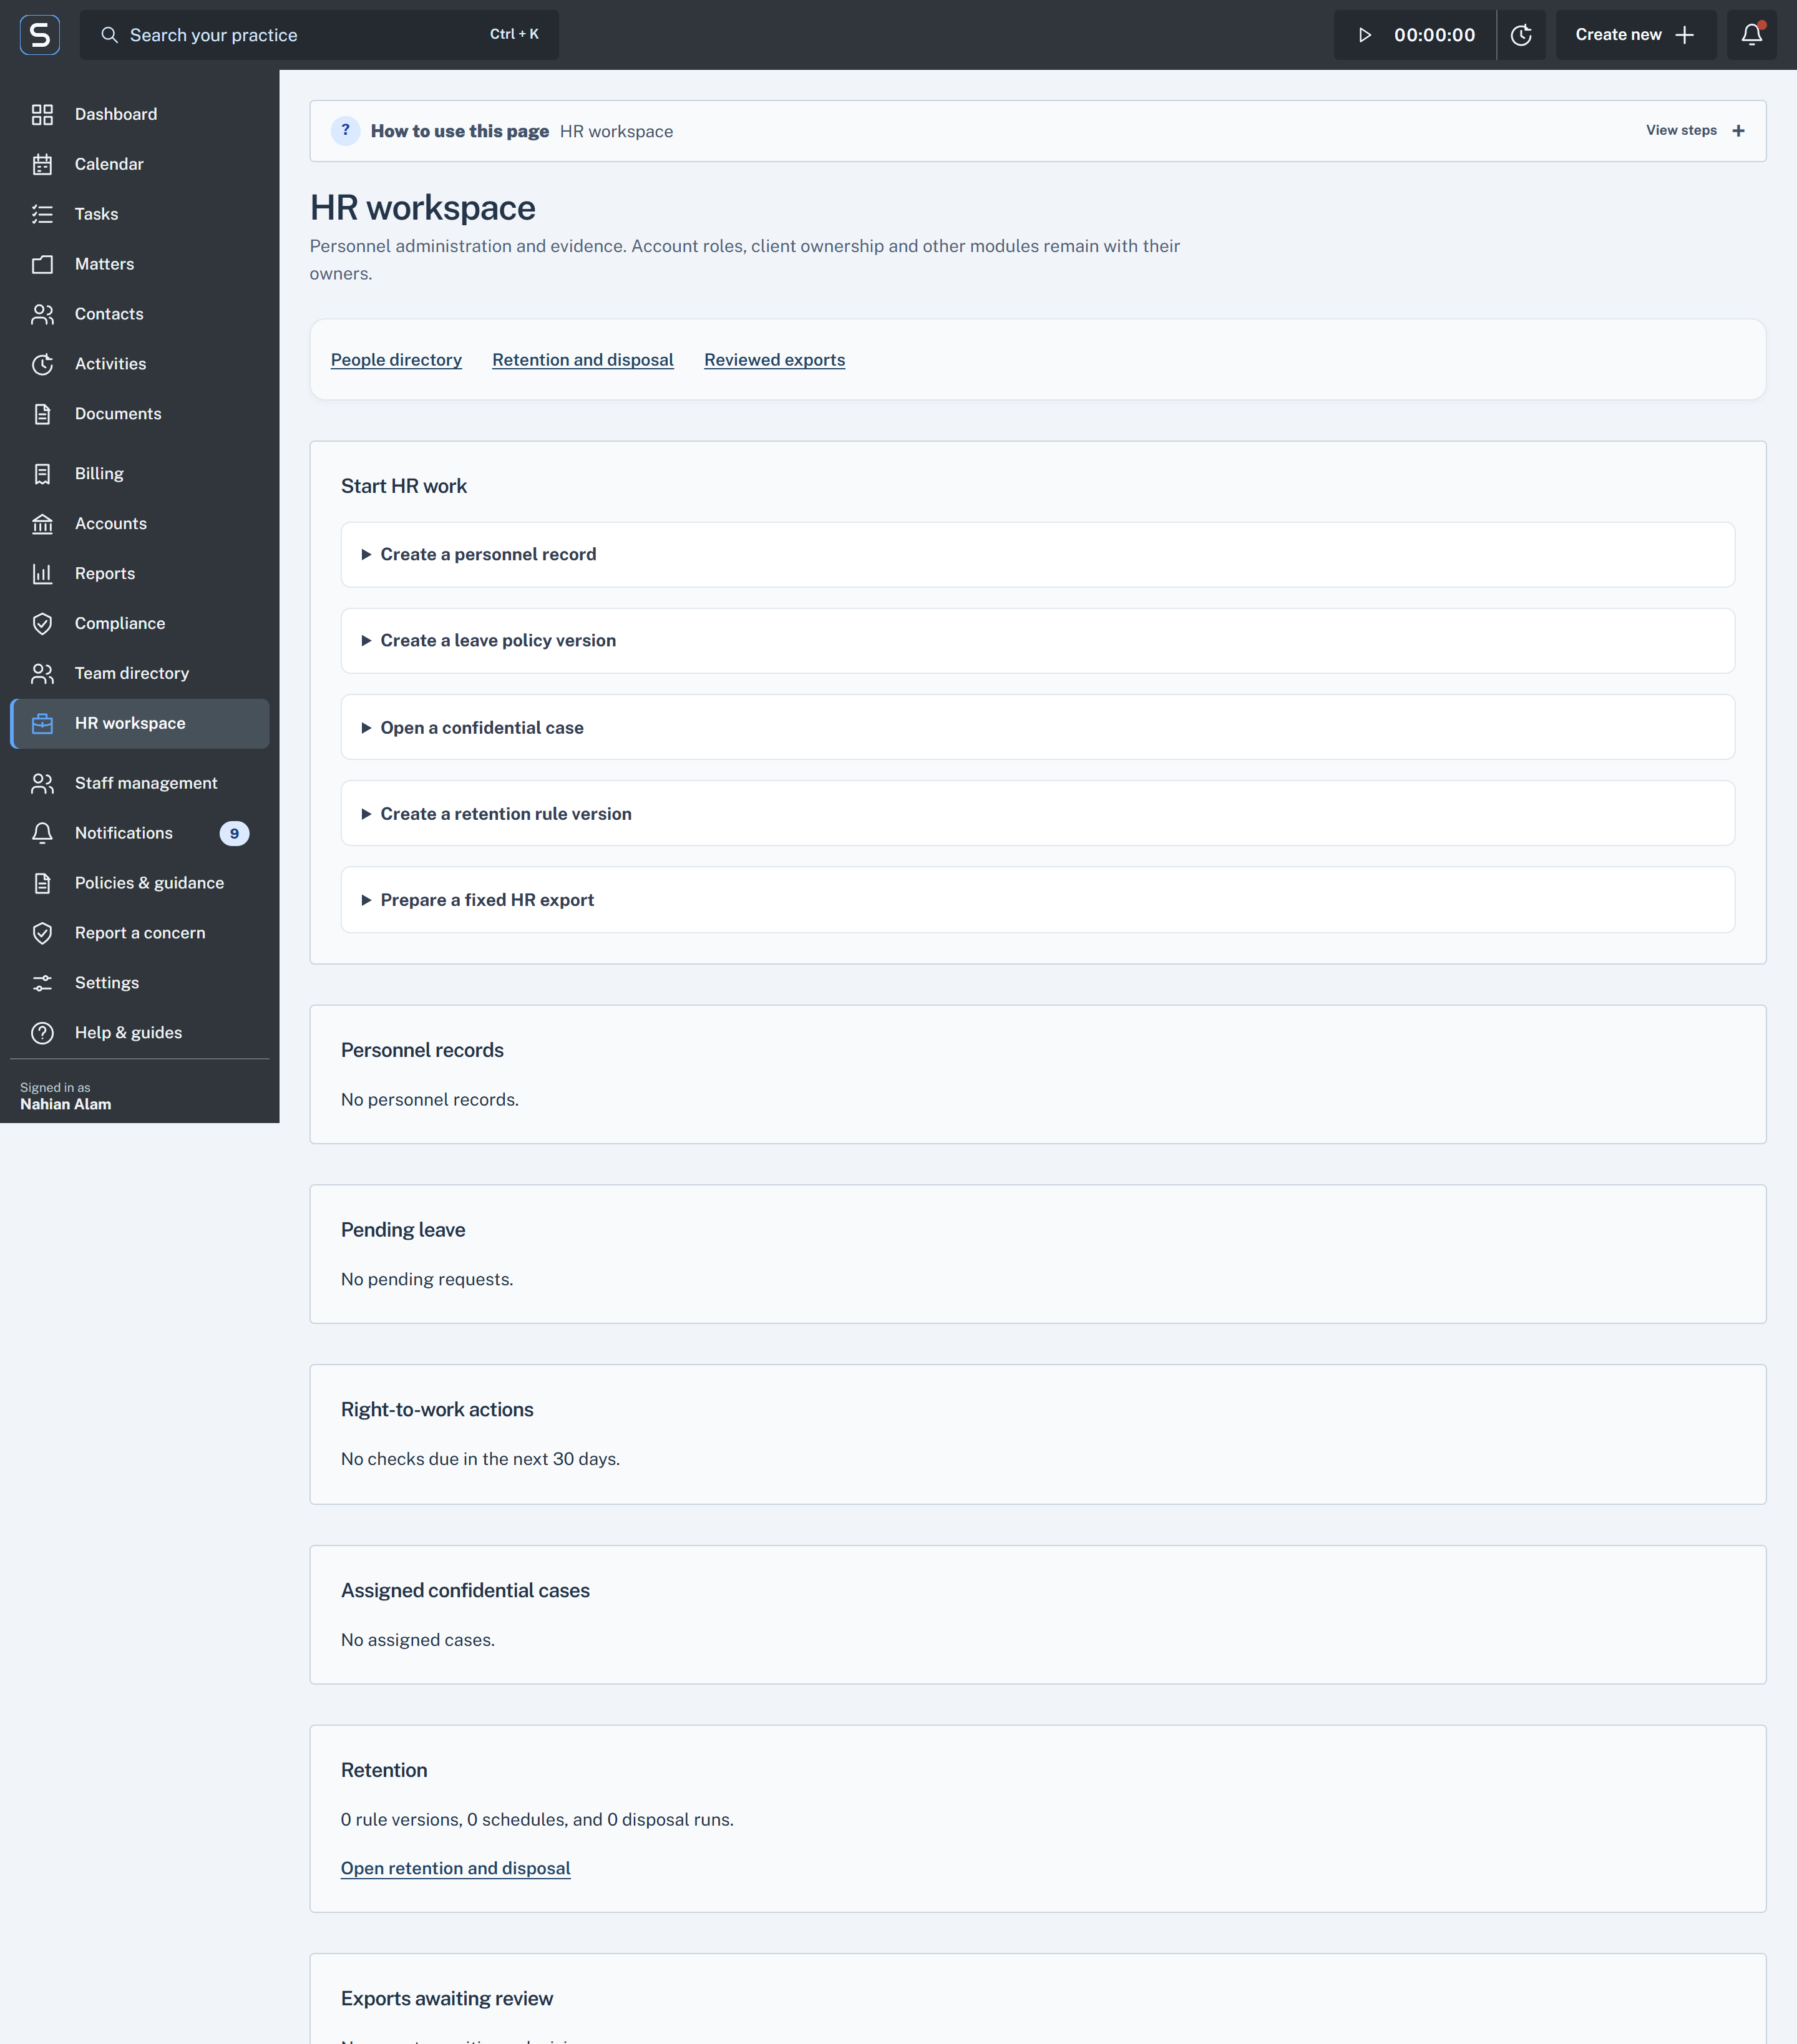 S
Search your practice
Ctrl + K
00:00:00
Create new
Dashboard
Calendar
Tasks
Matters
Contacts
Activities
Documents
Billing
Accounts
Reports
Compliance
Team directory
HR workspace
Staff management
Notifications 9
Policies & guidance
Report a concern
Settings
Help & guides
Signed in as
Nahian Alam
? How to use this page HR workspace
View steps +
HR workspace
Personnel administration and evidence. Account roles, client ownership and other modules remain with their
owners.
People directory Retention and disposal Reviewed exports
Start HR work
Create a personnel record
Create a leave policy version
Open a confidential case
Create a retention rule version
Prepare a fixed HR export
Personnel records
No personnel records.
Pending leave
No pending requests.
Right-to-work actions
No checks due in the next 30 days.
Assigned confidential cases
No assigned cases.
Retention
0 rule versions, 0 schedules, and 0 disposal runs.
Open retention and disposal
Exports awaiting review